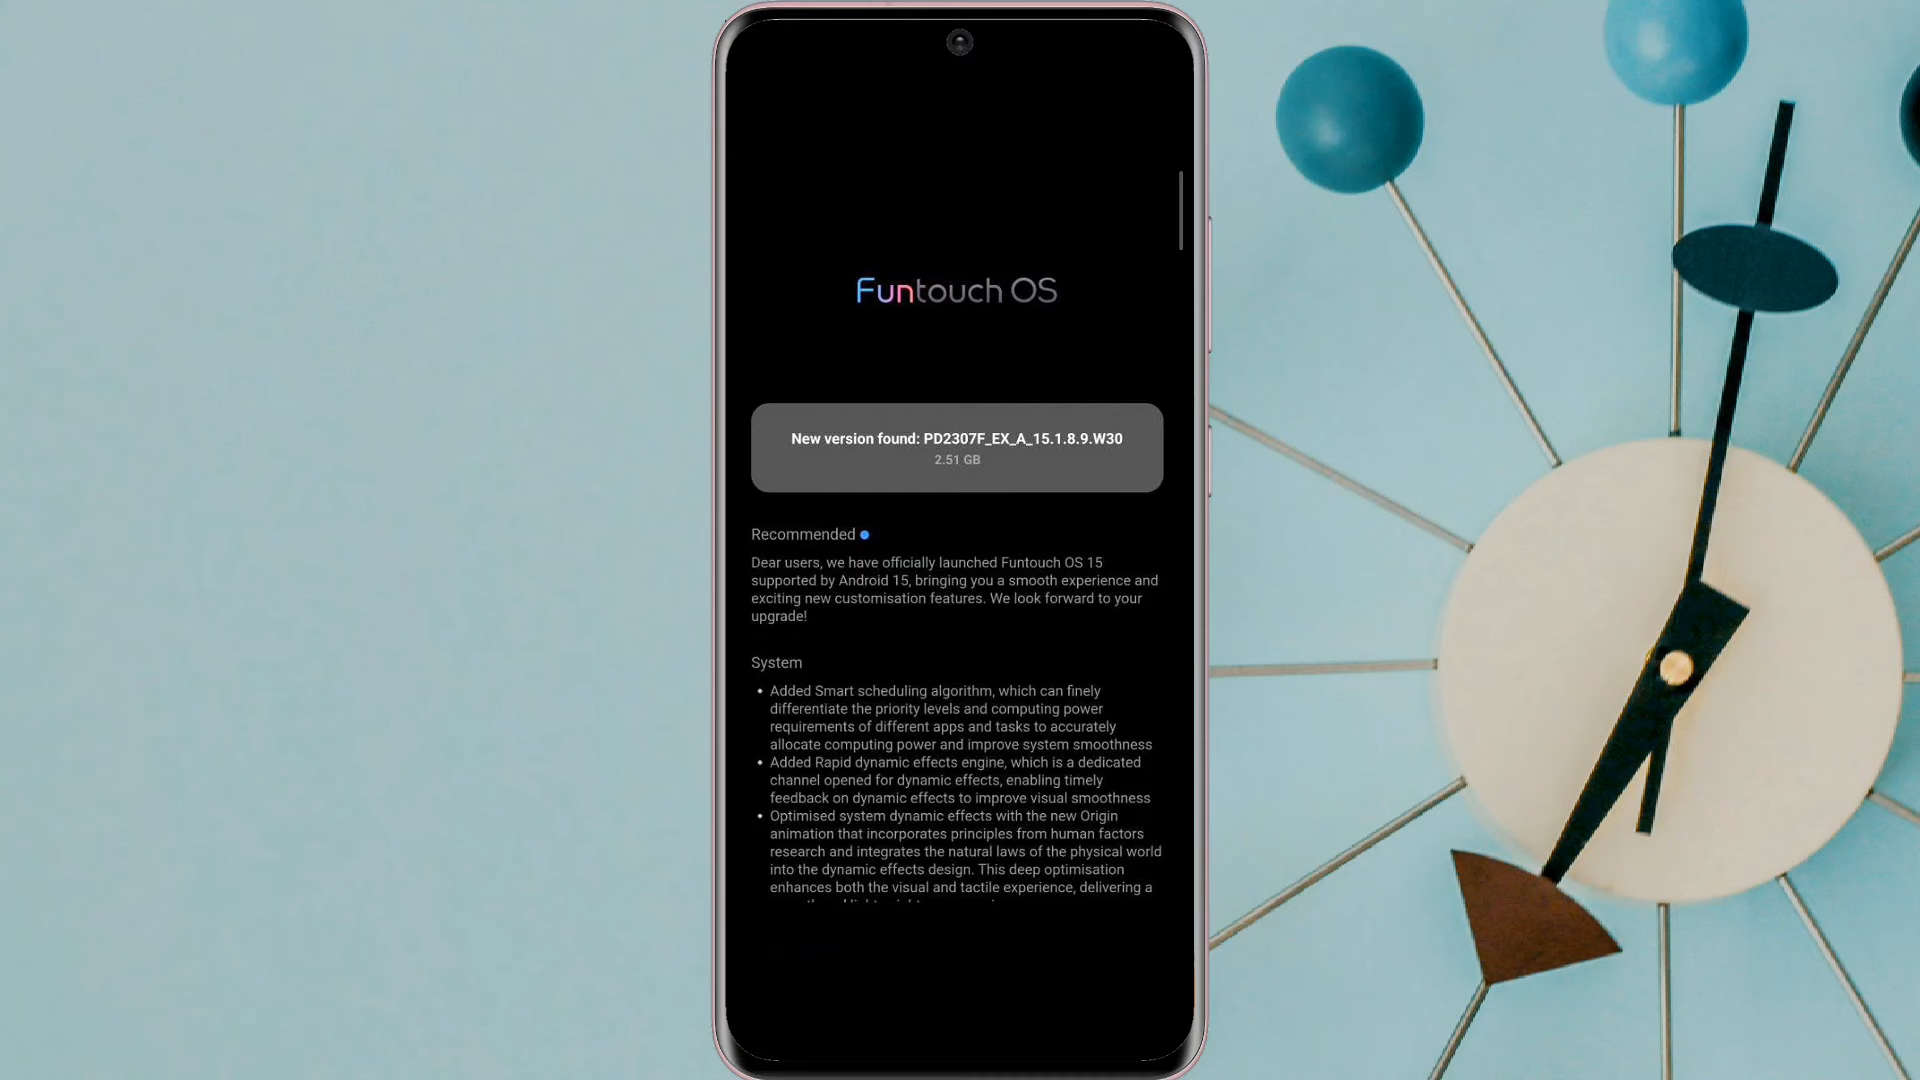 Funtouch OS
New version found: PD2307F_EX_A_15.1.8.9.W30
2.51 GB
Recommended
Dear users, we have officially launched Funtouch OS 15
supported by Android 15, bringing you a smooth experience and
exciting new customisation features. We look forward to your
upgrade!
System
• Added Smart scheduling algorithm, which can finely
differentiate the priority levels and computing power
requirements of different apps and tasks to accurately
allocate computing power and improve system smoothness
• Added Rapid dynamic effects engine, which is a dedicated
channel opened for dynamic effects, enabling timely
feedback on dynamic effects to improve visual smoothness
• Optimised system dynamic effects with the new Origin
animation that incorporates principles from human factors
research and integrates the natural laws of the physical world
into the dynamic effects design. This deep optimisation
enhances both the visual and tactile experience, delivering a